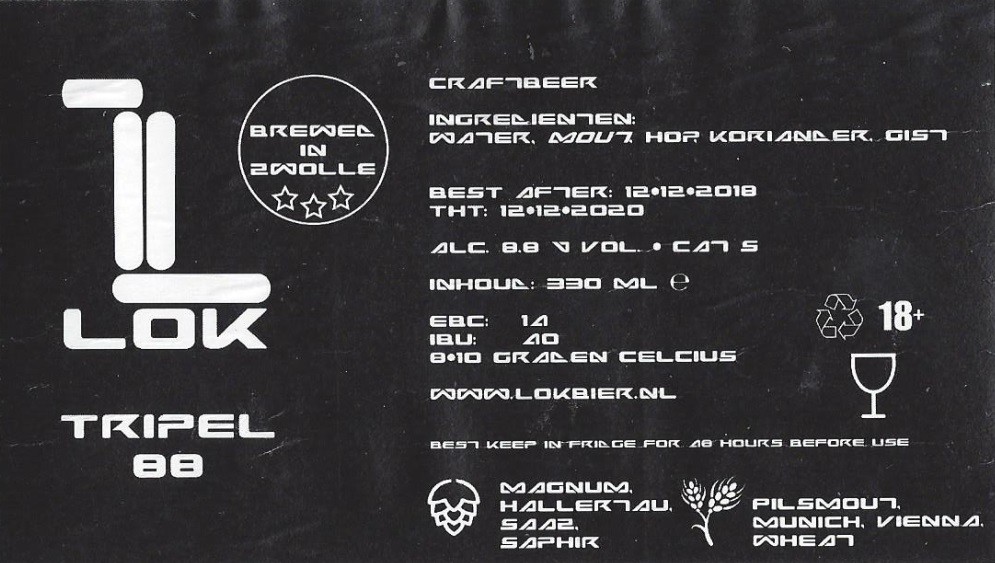 LOK
TRIPEL
88
BREWED
IN
ZWOLLE
CRAFTBEER
INGREDIENTEN:
WATER, MOUT, HOP, KORIANDER, GIST
BEST AFTER: 12•12•2018
THT: 12•12•2020
ALC. 8.8 % VOL. • CAT S
INHOUD: 330 ML ℮
EBC: 14
IBU: 40
8•10 GRADEN CELCIUS
WWW.LOKBIER.NL
BEST KEEP IN FRIDGE FOR 48 HOURS BEFORE USE
18+
MAGNUM,
HALLERTAU,
SAAZ,
SAPHIR
PILSMOUT,
MUNICH, VIENNA,
WHEAT